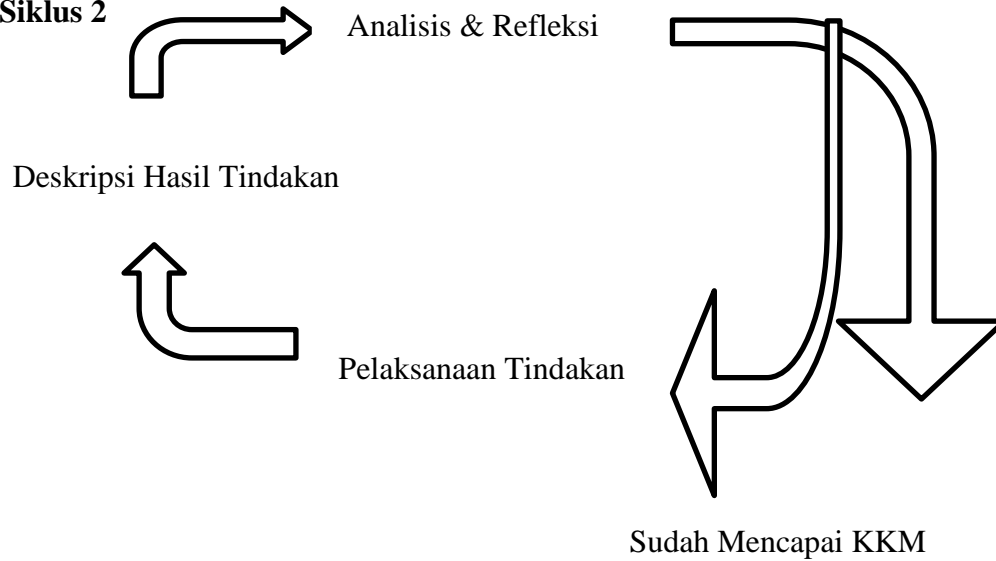 Siklus 2
Analisis & Refleksi
Deskripsi Hasil Tindakan
Pelaksanaan Tindakan
Sudah Mencapai KKM